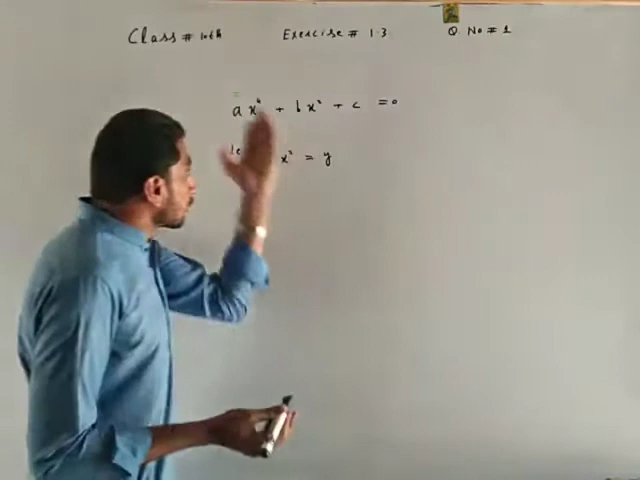 Class # 10th Exercise # 1.3 Q. No # 1
ax⁴ + bx² + c = 0
x² = y